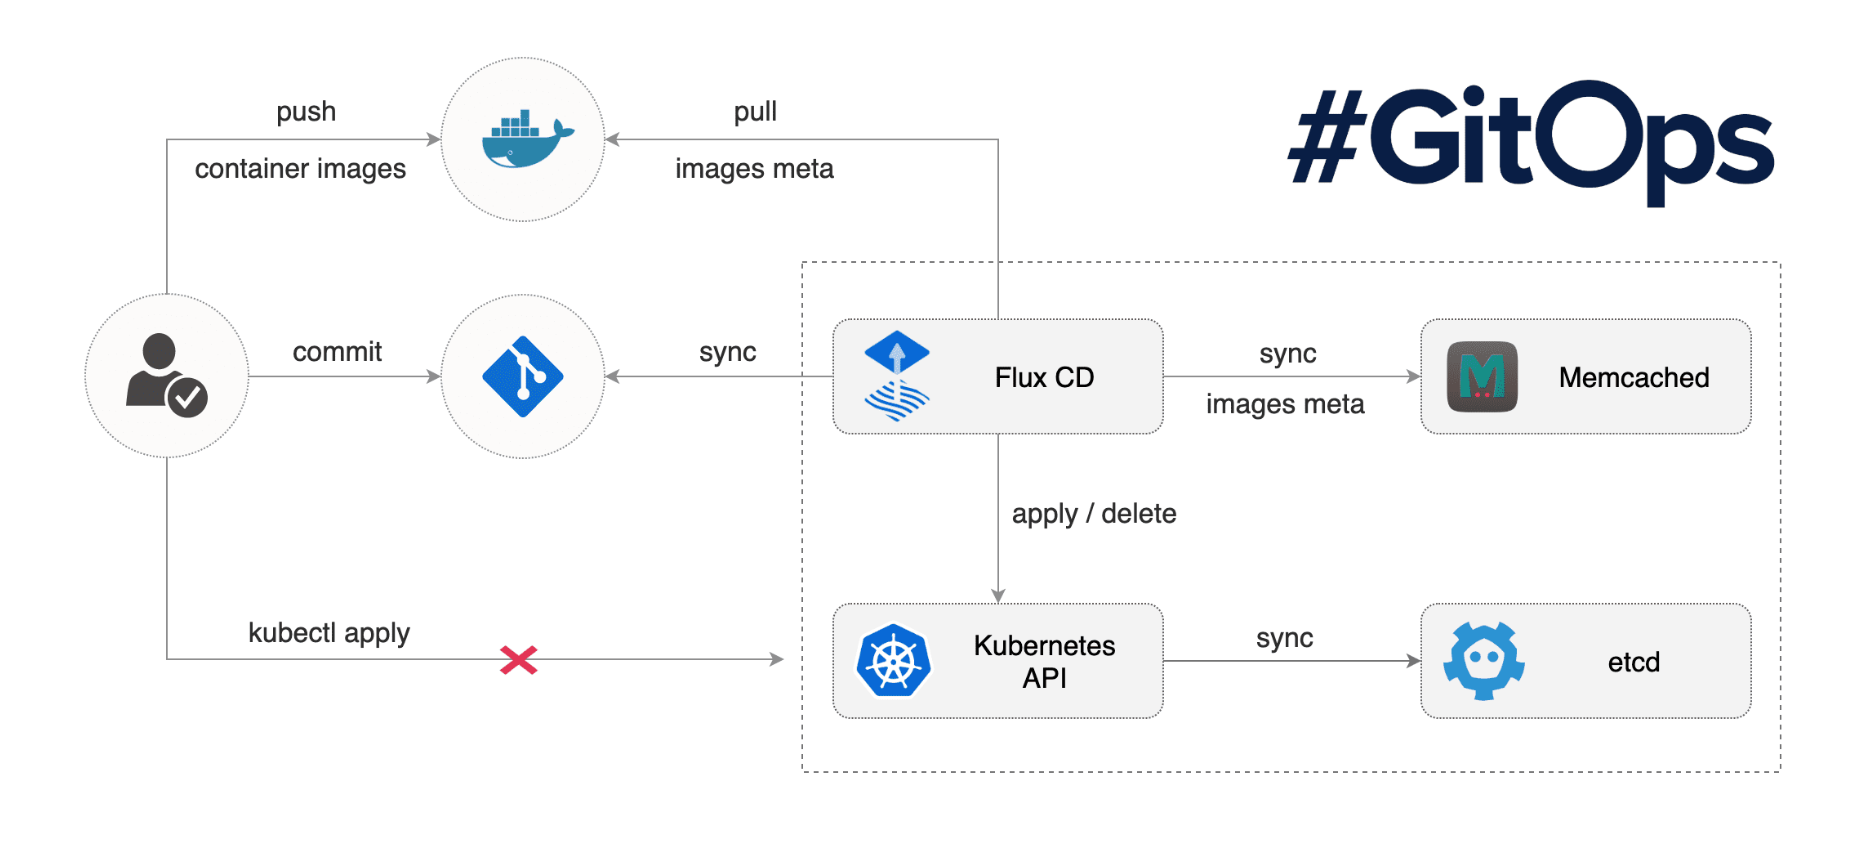 push
container images
pull
images meta
#GitOps
commit
sync
Flux CD
sync
images meta
Memcached
apply / delete
kubectl apply
Kubernetes
API
sync
etcd